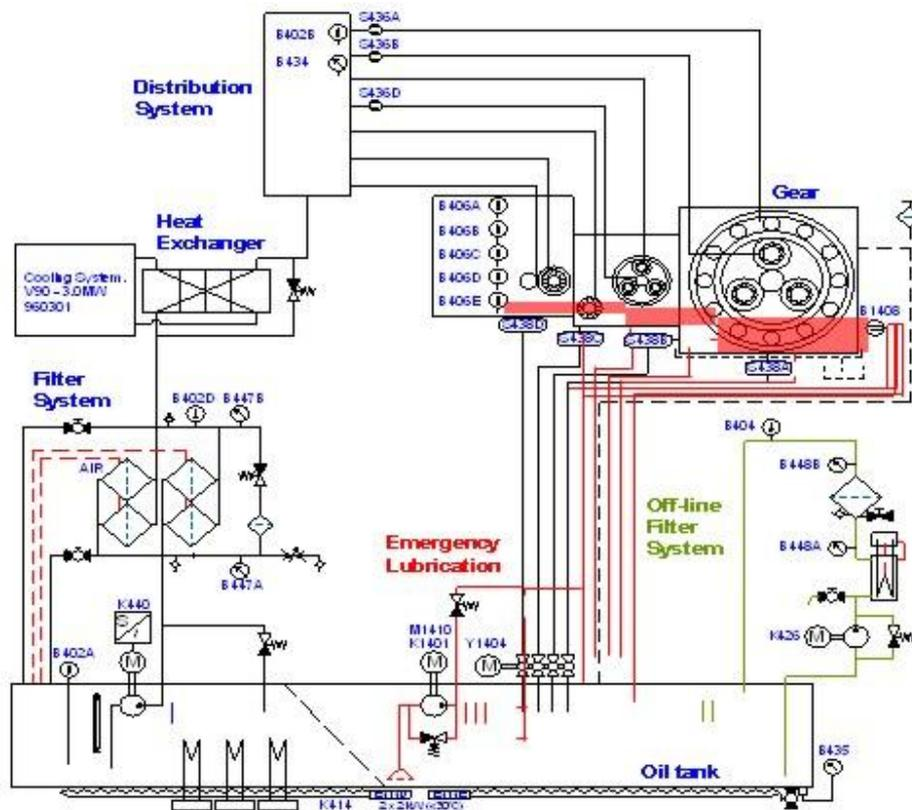 S436A
B402B
S436B
B434
Distribution
System
S436D
Gear
B406A
Heat
Exchanger
B406B
B406C
Cooling System.
V90 - 3.0MW
960301
B406D
B406E
B1408
S438D
S438C
S438B
S438A
Filter
System
B402D
B447B
B404
AIR
B448B
Off-line
Filter
System
Emergency
Lubrication
B448A
B447A
K440
S
M1410
K1401
Y1404
K426
M
B402A
M
M
M
I
III
II
B435
Oil tank
K414